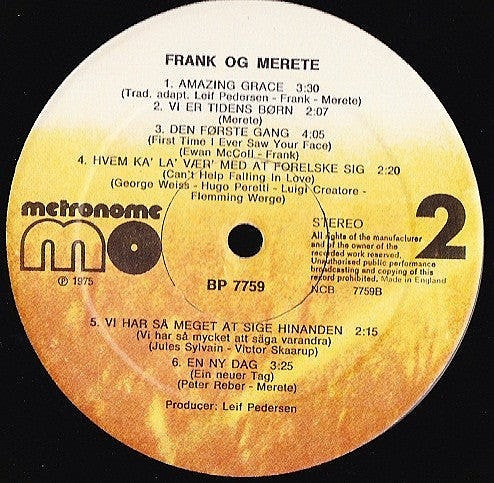 FRANK OG MERETE
1. AMAZING GRACE 3:30
(Trad. adapt. Leif Pedersen - Frank - Merete)
2. VI ER TIDENS BØRN 2:07
(Merete)
3. DEN FØRSTE GANG 4:05
(First Time I Ever Saw Your Face)
(Ewan McColl - Frank)
4. HVEM KA' LA' VÆR' MED AT FORELSKE SIG 2:20
(Can't Help Falling In Love)
(George Weiss - Hugo Peretti - Luigi Creatore -
Flemming Werge)
metronome
mo
℗ 1975
BP 7759
STEREO
2
All rights of the manufacturer
and of the owner of the
recorded work reserved.
Unauthorised public performance
broadcasting and copying of this
record prohibited. Made in England
NCB 7759B
5. VI HAR SÅ MEGET AT SIGE HINANDEN 2:15
(Vi har så mycket att säga varandra)
(Jules Sylvain - Victor Skaarup)
6. EN NY DAG 3:25
(Ein neuer Tag)
(Peter Reber - Merete)
Producer: Leif Pedersen